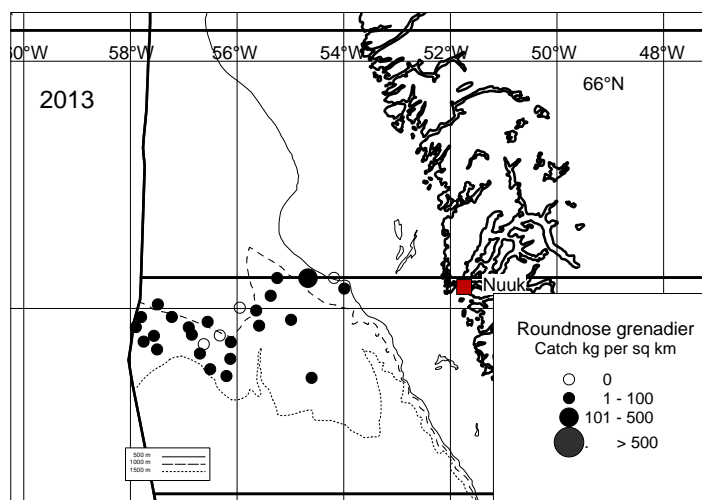 60°W 58°W 56°W 54°W 52°W 50°W 48°W
2013
66°N
Nuuk
Roundnose grenadier
Catch kg per sq km
0
1 - 100
101 - 500
. > 500
500 m
1000 m
1500 m